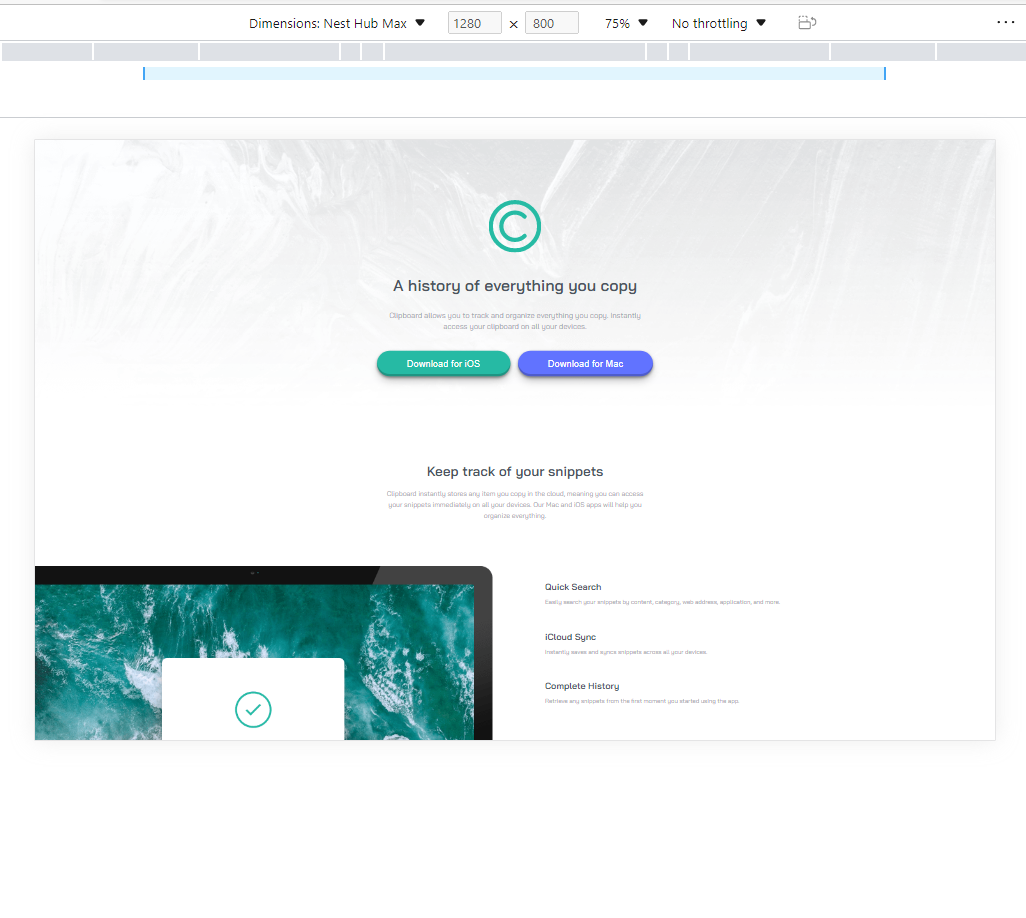 Dimensions: Nest Hub Max 1280 × 800 75% No throttling
A history of everything you copy
Clipboard allows you to track and organize everything you copy. Instantly
access your clipboard on all your devices.
Download for iOS Download for Mac
Keep track of your snippets
Clipboard instantly stores any item you copy in the cloud, meaning you can access
your snippets immediately on all your devices. Our Mac and iOS apps will help you
organize everything.
Quick Search
Easily search your snippets by content, category, web address, application, and more.
iCloud Sync
Instantly saves and syncs snippets across all your devices.
Complete History
Retrieve any snippets from the first moment you started using the app.